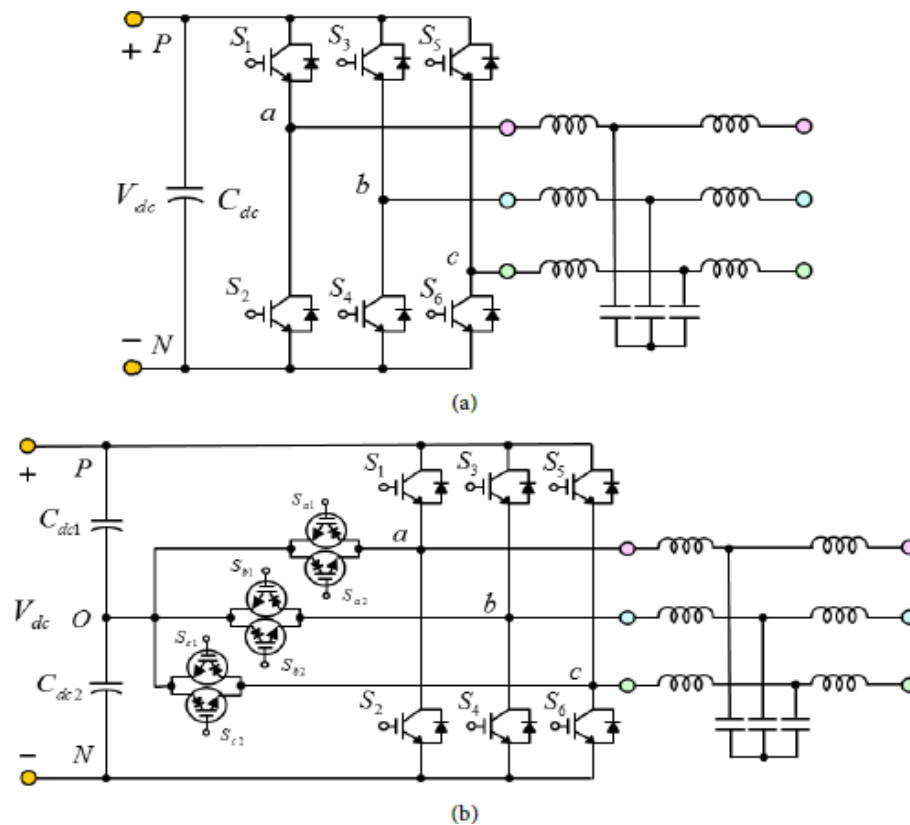 P
+
S1 S3 S5
a
b
Vdc Cdc
c
S2 S4 S6
− N
(a)
+ P
S1 S3 S5
Sa1
Cdc1
a
Sb1
Sa2
Vdc O
b
Sc1
Sb2
c
Cdc2
S2 S4 S6
Sc2
− N
(b)